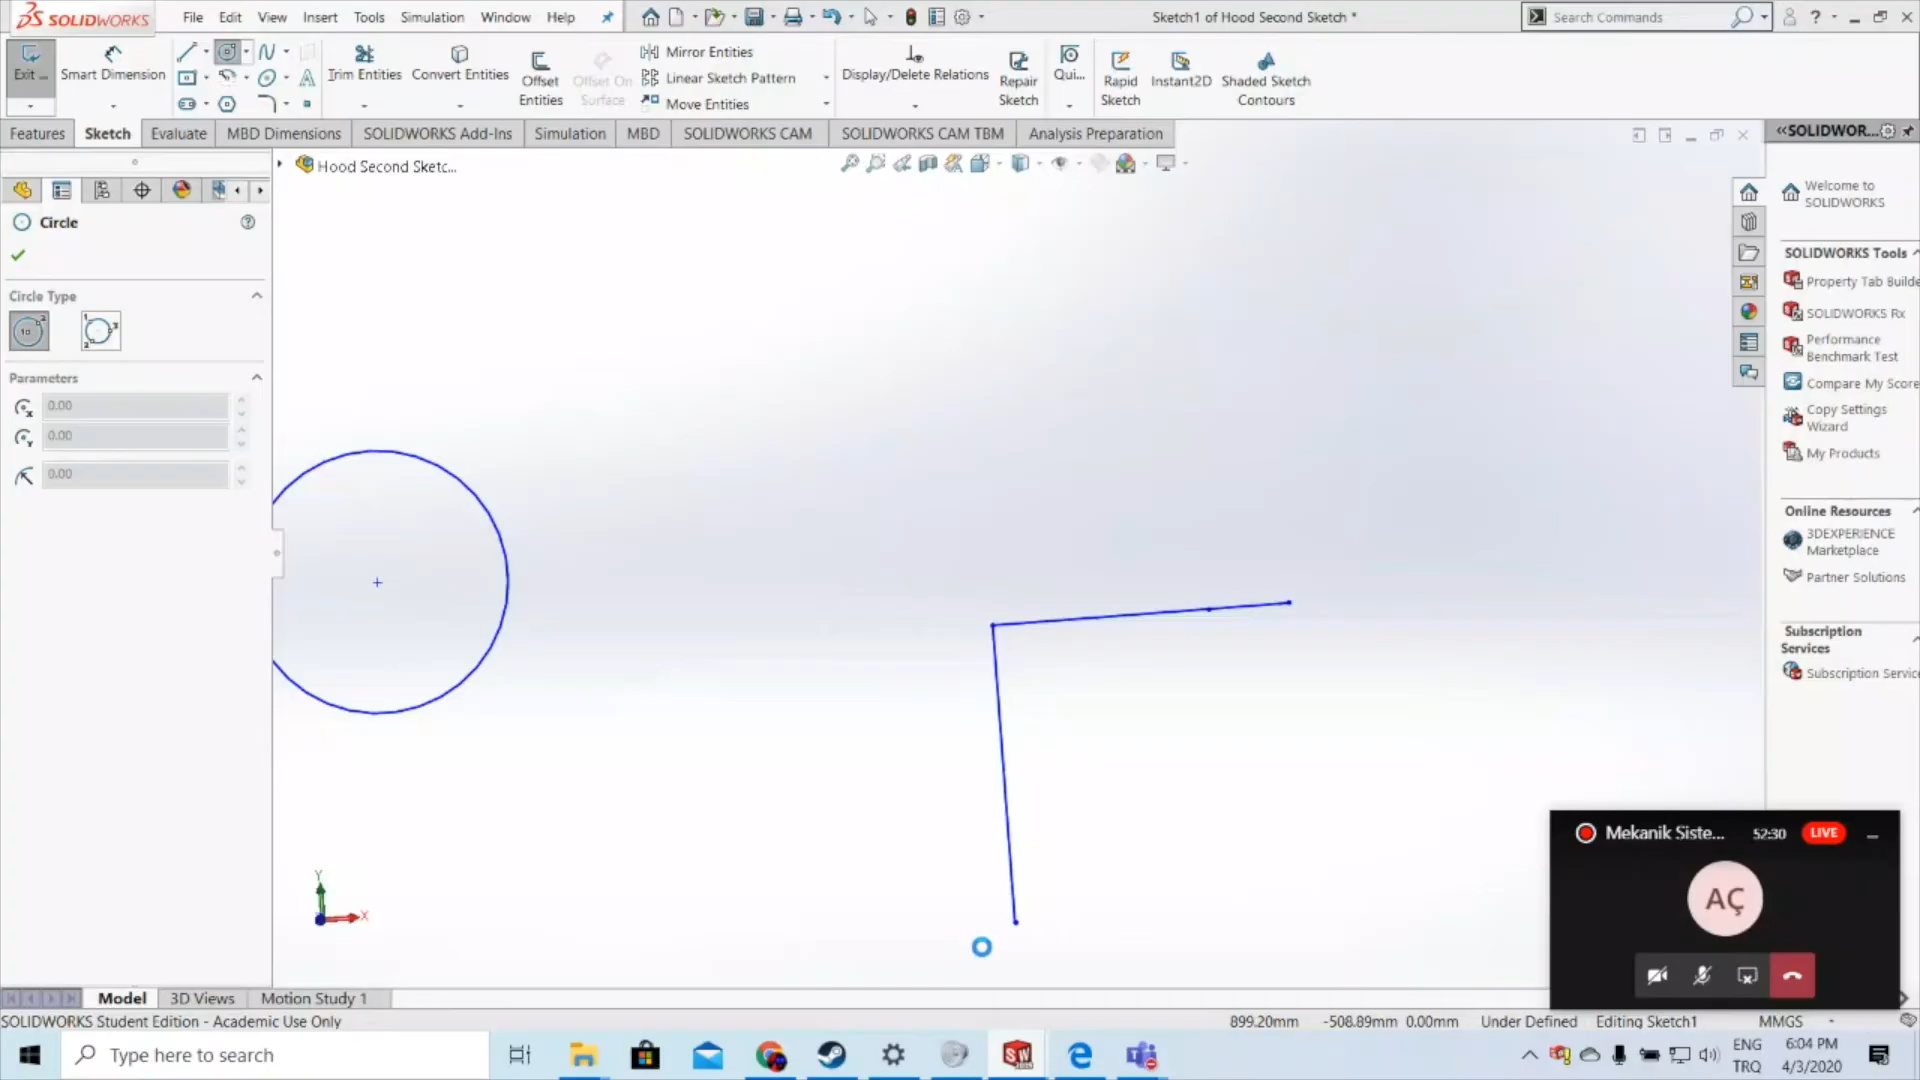 SOLIDWORKS
File Edit View Insert Tools Simulation Window Help
Sketch1 of Hood Second Sketch *
Search Commands
Exit ...
Smart Dimension
Trim Entities
Convert Entities
Offset Entities
Offset On Surface
Mirror Entities
Linear Sketch Pattern
Move Entities
Display/Delete Relations
Repair Sketch
Qui...
Rapid Sketch
Instant2D
Shaded Sketch Contours
Features Sketch Evaluate MBD Dimensions SOLIDWORKS Add-Ins Simulation MBD SOLIDWORKS CAM SOLIDWORKS CAM TBM Analysis Preparation
Hood Second Sketc...
Circle
Circle Type
Parameters
0.00
0.00
0.00
Y
X
SOLIDWOR...
Welcome to
SOLIDWORKS
SOLIDWORKS Tools
Property Tab Builde
SOLIDWORKS Rx
Performance
Benchmark Test
Compare My Score
Copy Settings
Wizard
My Products
Online Resources
3DEXPERIENCE
Marketplace
Partner Solutions
Subscription
Services
Subscription Service
Mekanik Siste... 52:30 LIVE
AÇ
Model 3D Views Motion Study 1
SOLIDWORKS Student Edition - Academic Use Only
899.20mm -508.89mm 0.00mm Under Defined Editing Sketch1 MMGS
Type here to search
ENG
TRQ
6:04 PM
4/3/2020